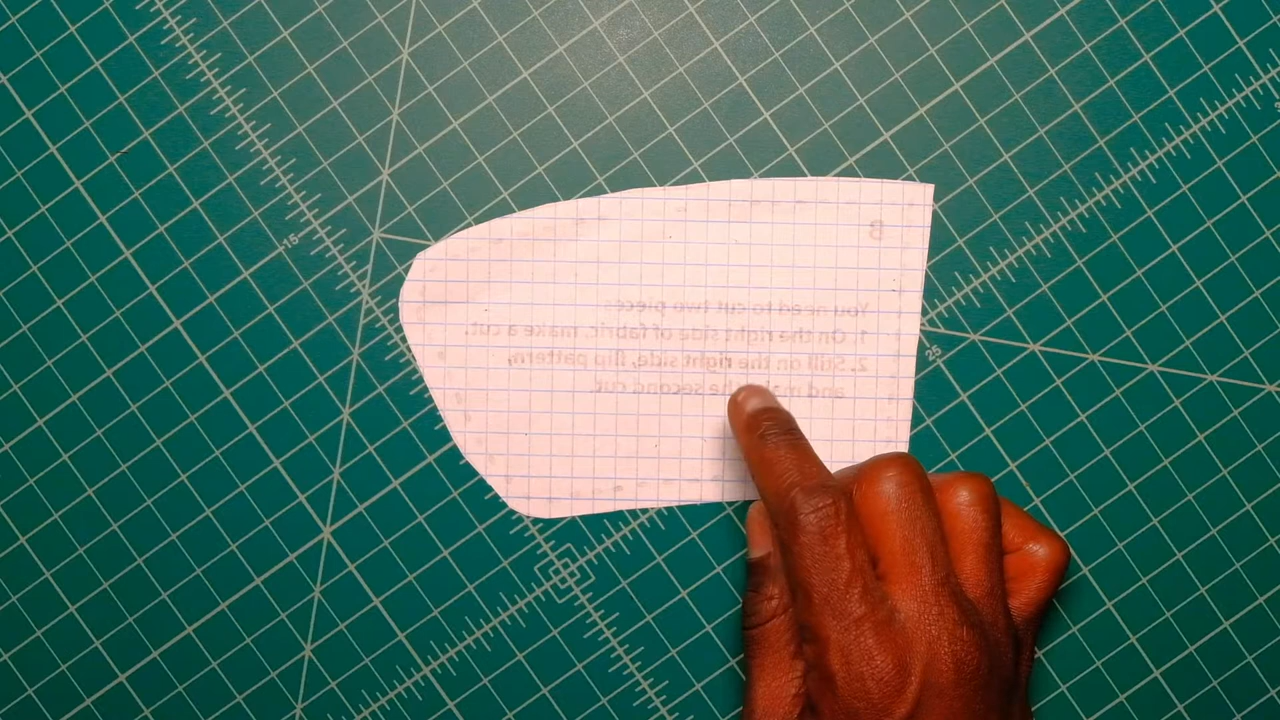 B
You need to cut two pieces
1. On the right side of fabric, make a cut.
2. Still on the right side, flip pattern,
and make the second cut.
15
25